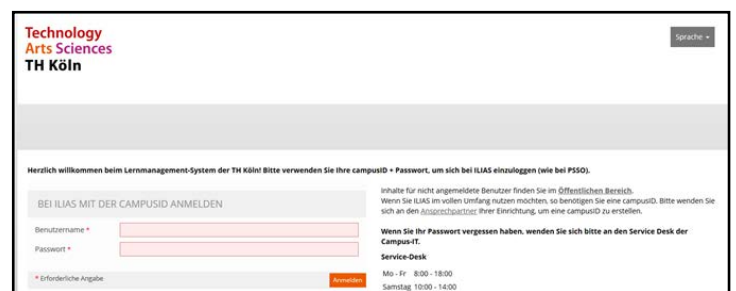 Technology
Arts Sciences
TH Köln
Sprache
Herzlich willkommen beim Lernmanagement-System der TH Köln! Bitte verwenden Sie Ihre campusID + Passwort, um sich bei ILIAS einzuloggen (wie bei PSSO).
BEI ILIAS MIT DER CAMPUSID ANMELDEN
Benutzername *
Passwort *
* Erforderliche Angabe
Anmelden
Inhalte für nicht angemeldete Benutzer finden Sie im Öffentlichen Bereich.
Wenn Sie ILIAS im vollen Umfang nutzen möchten, so benötigen Sie eine campusID. Bitte wenden Sie
sich an den Ansprechpartner Ihrer Einrichtung, um eine campusID zu erstellen.
Wenn Sie Ihr Passwort vergessen haben, wenden Sie sich bitte an den Service Desk der
Campus-IT.
Service-Desk
Mo - Fr 8:00 - 18:00
Samstag 10:00 - 14:00